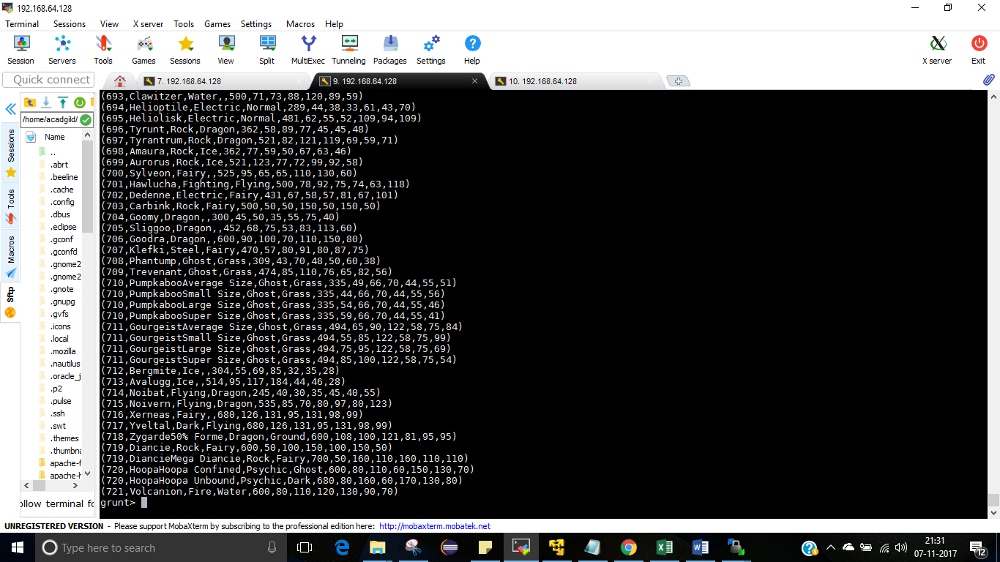 192.168.64.128
Terminal Sessions View X server Tools Games Settings Macros Help
Session Servers Tools Games Sessions View Split MultiExec Tunneling Packages Settings Help X server Exit
Quick connect
7. 192.168.64.128
9. 192.168.64.128
10. 192.168.64.128
/home/acadgild/
Name
..
.abrt
.beeline
.cache
.config
.dbus
.eclipse
.gconf
.gconfd
.gnome2
.gnome2
.gnote
.gnupg
.gvfs
.icons
.local
.mozilla
.nautilus
.oracle_j
.p2
.pulse
.ssh
.swt
.themes
.thumbna
apache-f
apache-h
ollow terminal fo
Sessions
Tools
Macros
Sftp
(693,Clawitzer,Water,,500,71,73,88,120,89,59)
(694,Helioptile,Electric,Normal,289,44,38,33,61,43,70)
(695,Heliolisk,Electric,Normal,481,62,55,52,109,94,109)
(696,Tyrunt,Rock,Dragon,362,58,89,77,45,45,48)
(697,Tyrantrum,Rock,Dragon,521,82,121,119,69,59,71)
(698,Amaura,Rock,Ice,362,77,59,50,67,63,46)
(699,Aurorus,Rock,Ice,521,123,77,72,99,92,58)
(700,Sylveon,Fairy,,525,95,65,65,110,130,60)
(701,Hawlucha,Fighting,Flying,500,78,92,75,74,63,118)
(702,Dedenne,Electric,Fairy,431,67,58,57,81,67,101)
(703,Carbink,Rock,Fairy,500,50,50,150,50,150,50)
(704,Goomy,Dragon,,300,45,50,35,55,75,40)
(705,Sliggoo,Dragon,,452,68,75,53,83,113,60)
(706,Goodra,Dragon,,600,90,100,70,110,150,80)
(707,Klefki,Steel,Fairy,470,57,80,91,80,87,75)
(708,Phantump,Ghost,Grass,309,43,70,48,50,60,38)
(709,Trevenant,Ghost,Grass,474,85,110,76,65,82,56)
(710,PumpkabooAverage Size,Ghost,Grass,335,49,66,70,44,55,51)
(710,PumpkabooSmall Size,Ghost,Grass,335,44,66,70,44,55,56)
(710,PumpkabooLarge Size,Ghost,Grass,335,54,66,70,44,55,46)
(710,PumpkabooSuper Size,Ghost,Grass,335,59,66,70,44,55,41)
(711,GourgeistAverage Size,Ghost,Grass,494,65,90,122,58,75,84)
(711,GourgeistSmall Size,Ghost,Grass,494,55,85,122,58,75,99)
(711,GourgeistLarge Size,Ghost,Grass,494,75,95,122,58,75,69)
(711,GourgeistSuper Size,Ghost,Grass,494,85,100,122,58,75,54)
(712,Bergmite,Ice,,304,55,69,85,32,35,28)
(713,Avalugg,Ice,,514,95,117,184,44,46,28)
(714,Noibat,Flying,Dragon,245,40,30,35,45,40,55)
(715,Noivern,Flying,Dragon,535,85,70,80,97,80,123)
(716,Xerneas,Fairy,,680,126,131,95,131,98,99)
(717,Yveltal,Dark,Flying,680,126,131,95,131,98,99)
(718,Zygarde50% Forme,Dragon,Ground,600,108,100,121,81,95,95)
(719,Diancie,Rock,Fairy,600,50,100,150,100,150,50)
(719,DiancieMega Diancie,Rock,Fairy,700,50,160,110,160,110,110)
(720,HoopaHoopa Confined,Psychic,Ghost,600,80,110,60,150,130,70)
(720,HoopaHoopa Unbound,Psychic,Dark,680,80,160,60,170,130,80)
(721,Volcanion,Fire,Water,600,80,110,120,130,90,70)
grunt>
UNREGISTERED VERSION - Please support MobaXterm by subscribing to the professional edition here: http://mobaxterm.mobatek.net
Type here to search
21:31
07-11-2017
12